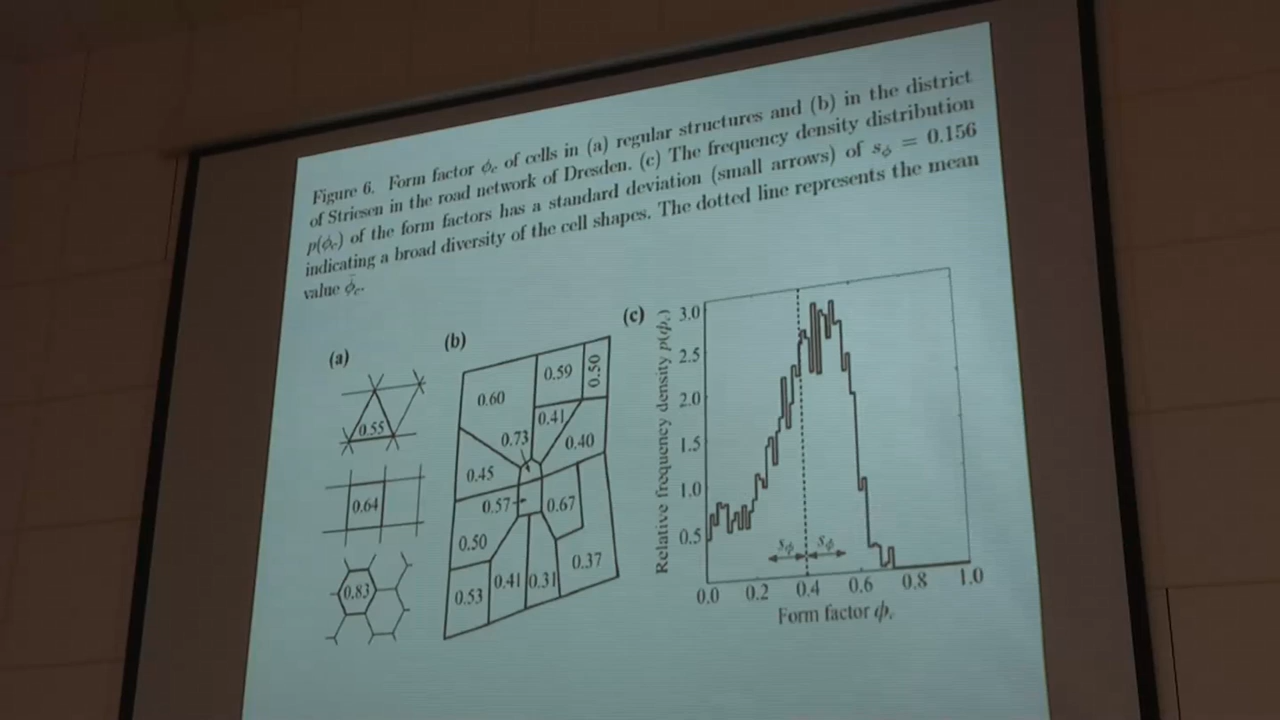 Figure 6. Form factor ϕc of cells in (a) regular structures and (b) in the district
of Striesen in the road network of Dresden. (c) The frequency density distribution
p(ϕc) of the form factors has a standard deviation (small arrows) of sϕ = 0.156
indicating a broad diversity of the cell shapes. The dotted line represents the mean
value ϕ̄c.
(a)
0.55
0.64
0.83
(b)
0.60
0.59
0.50
0.41
0.73
0.40
0.45
0.57
0.67
0.50
0.37
0.53
0.41
0.31
(c)
Relative frequency density p(ϕc)
3.0
2.5
2.0
1.5
1.0
0.5
sϕ sϕ
0.0 0.2 0.4 0.6 0.8 1.0
Form factor ϕc